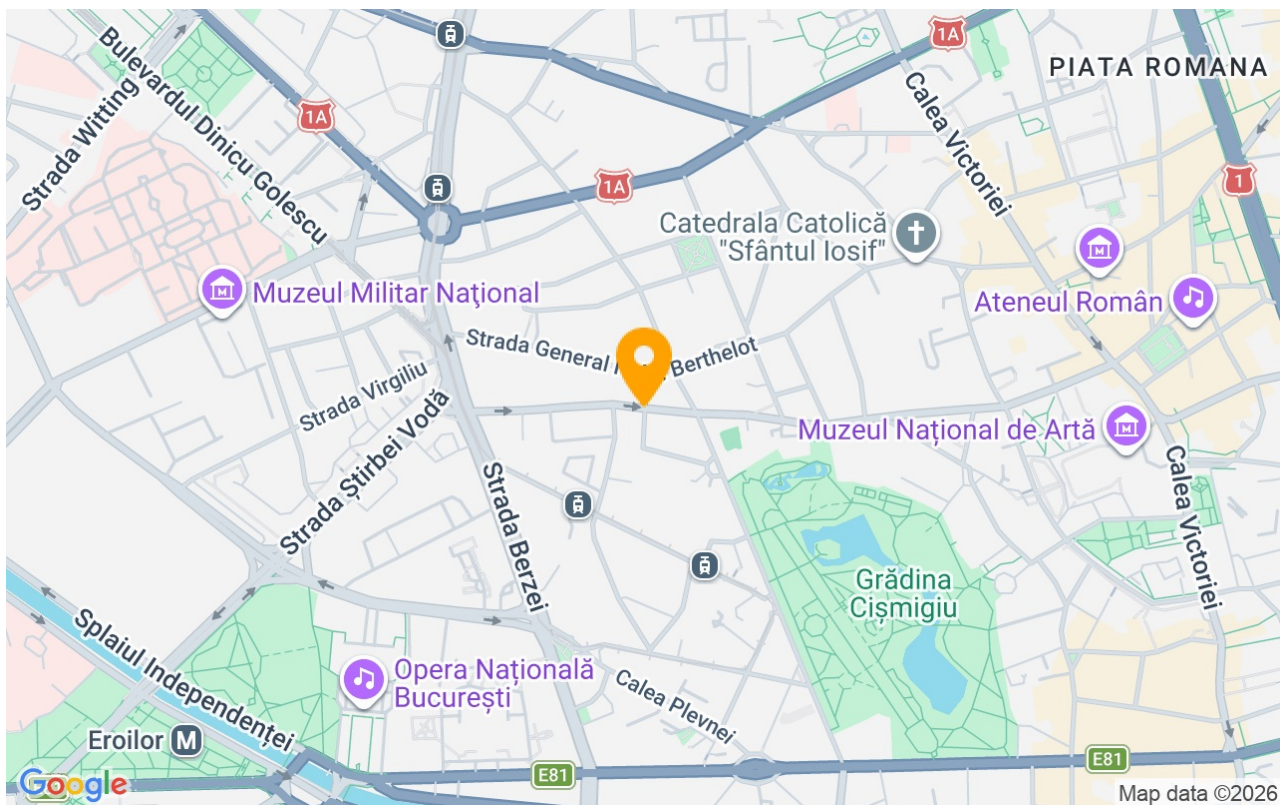 1A
Bulevardul Dinicu Golescu
Strada Witting
1A
1A
Calea Victoriei
PIATA ROMANA
1
Catedrala Catolică
"Sfântul Iosif"
Muzeul Militar Naţional
Ateneul Român
Strada General
Berthelot
Strada Virgiliu
Strada Știrbei Vodă
Muzeul Național de Artă
Strada Berzei
Calea Victoriei
Grădina
Cișmigiu
Splaiul Independenței
Opera Națională
București
Calea Plevnei
Eroilor M
E81
E81
Google
Map data ©2026